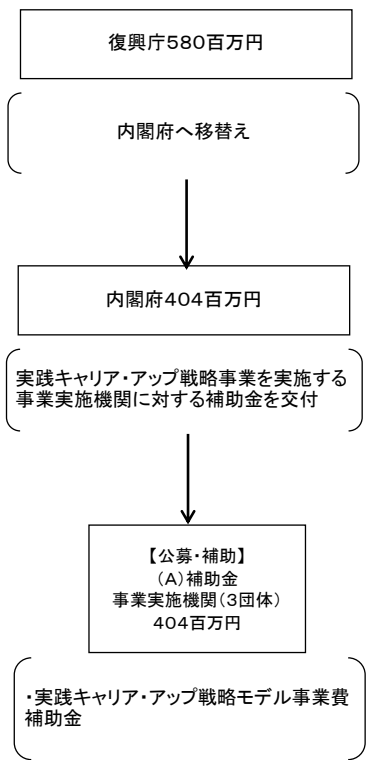 復興庁580百万円
内閣府へ移替え
内閣府404百万円
実践キャリア・アップ戦略事業を実施する
事業実施機関に対する補助金を交付
【公募・補助】
(A)補助金
事業実施機関(3団体)
404百万円
・実践キャリア・アップ戦略モデル事業費
補助金